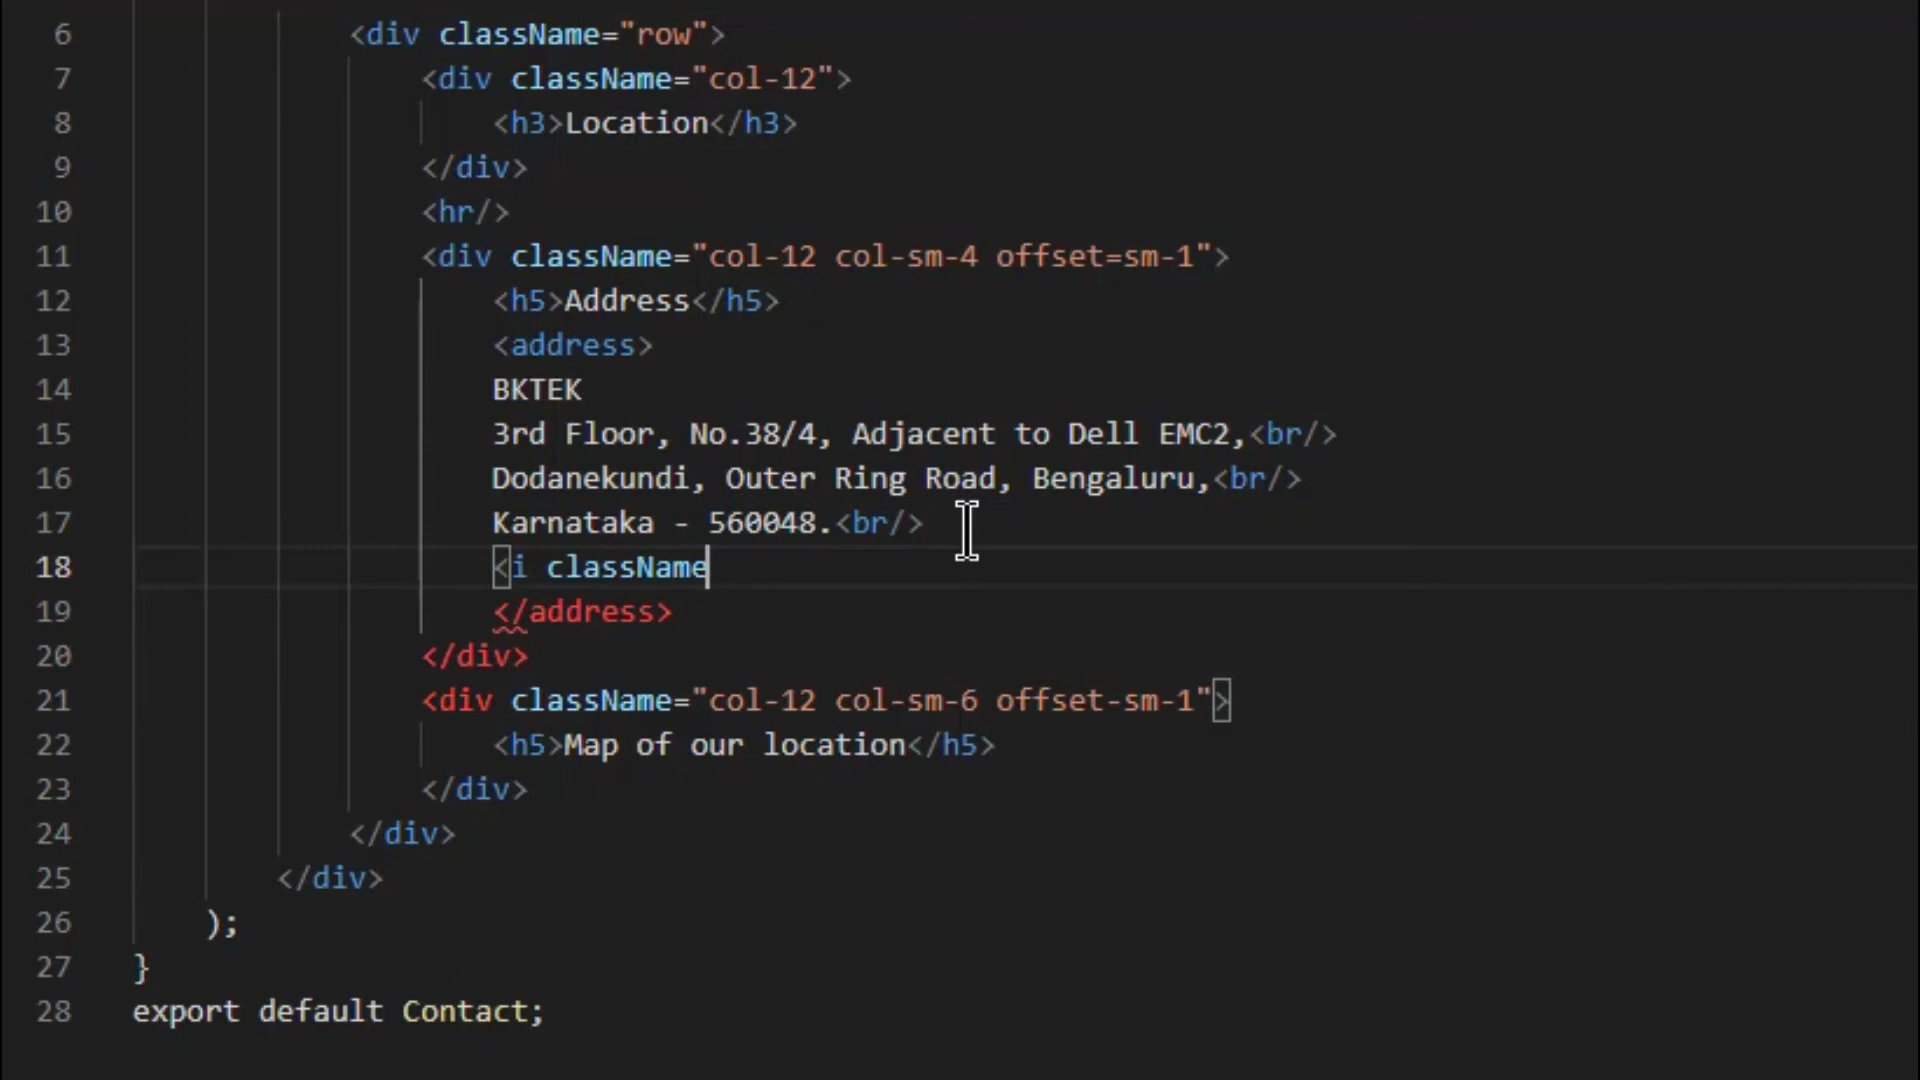 6 <div className="row">
7 <div className="col-12">
8 <h3>Location</h3>
9 </div>
10 <hr/>
11 <div className="col-12 col-sm-4 offset=sm-1">
12 <h5>Address</h5>
13 <address>
14 BKTEK
15 3rd Floor, No.38/4, Adjacent to Dell EMC2,<br/>
16 Dodanekundi, Outer Ring Road, Bengaluru,<br/>
17 Karnataka - 560048.<br/>
18 <i className
19 </address>
20 </div>
21 <div className="col-12 col-sm-6 offset-sm-1">
22 <h5>Map of our location</h5>
23 </div>
24 </div>
25 </div>
26 );
27 }
28 export default Contact;